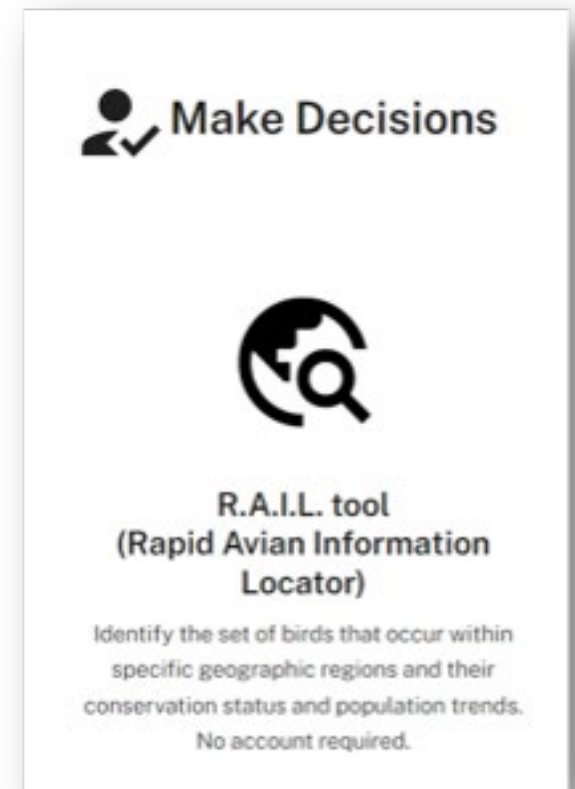 Make Decisions
R.A.I.L. tool
(Rapid Avian Information
Locator)
Identify the set of birds that occur within
specific geographic regions and their
conservation status and population trends.
No account required.